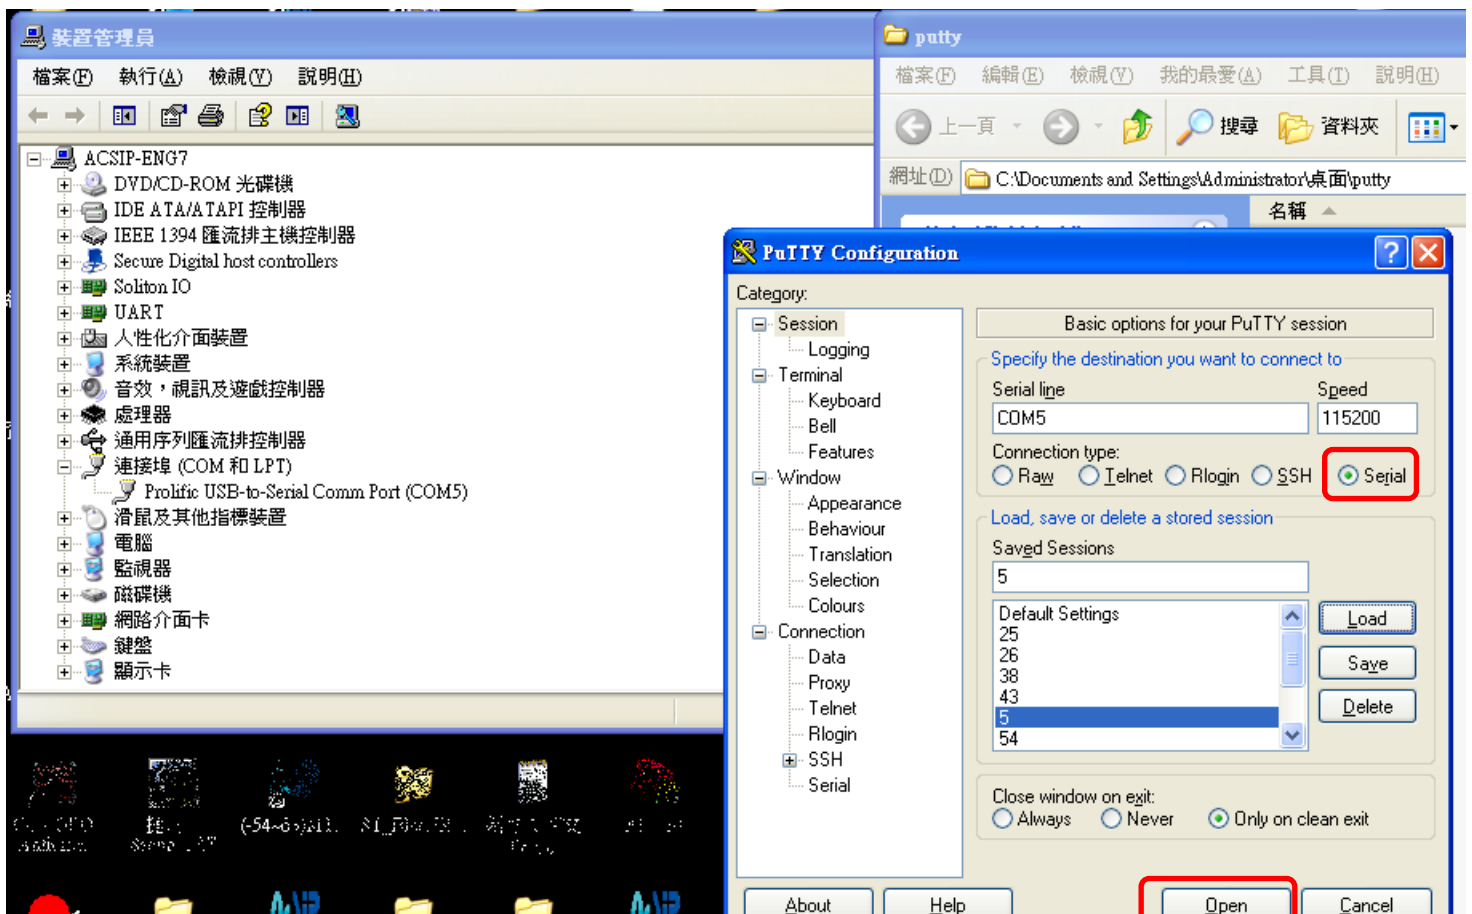 裝置管理員
檔案(F) 執行(A) 檢視(V) 說明(H)
ACSIP-ENG7
DVD/CD-ROM 光碟機
IDE ATA/ATAPI 控制器
IEEE 1394 匯流排主機控制器
Secure Digital host controllers
Soliton IO
UART
人性化介面裝置
系統裝置
音效，視訊及遊戲控制器
處理器
通用序列匯流排控制器
連接埠 (COM 和 LPT)
Prolific USB-to-Serial Comm Port (COM5)
滑鼠及其他指標裝置
電腦
監視器
磁碟機
網路介面卡
鍵盤
顯示卡
putty
檔案(F) 編輯(E) 檢視(V) 我的最愛(A) 工具(T) 說明(H)
上一頁 搜尋 資料夾
網址(D) C:\Documents and Settings\Administrator\桌面\putty
名稱
PuTTY Configuration
Category:
Session
Logging
Terminal
Keyboard
Bell
Features
Window
Appearance
Behaviour
Translation
Selection
Colours
Connection
Data
Proxy
Telnet
Rlogin
SSH
Serial
Basic options for your PuTTY session
Specify the destination you want to connect to
Serial line Speed
COM5 115200
Connection type:
Raw Telnet Rlogin SSH Serial
Load, save or delete a stored session
Saved Sessions
5
Default Settings
25
26
38
43
5
54
Load
Save
Delete
Close window on exit:
Always Never Only on clean exit
About Help Open Cancel